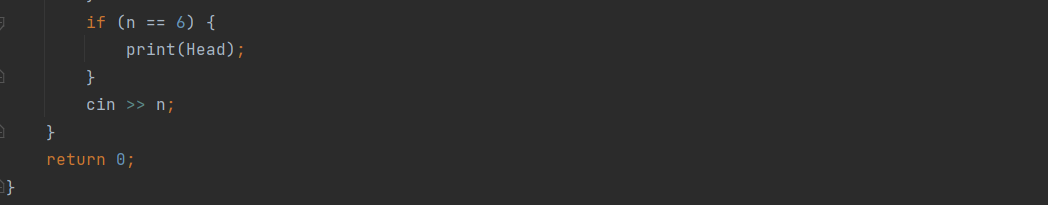 if (n == 6) {
print(Head);
}
cin >> n;
}
return 0;
}